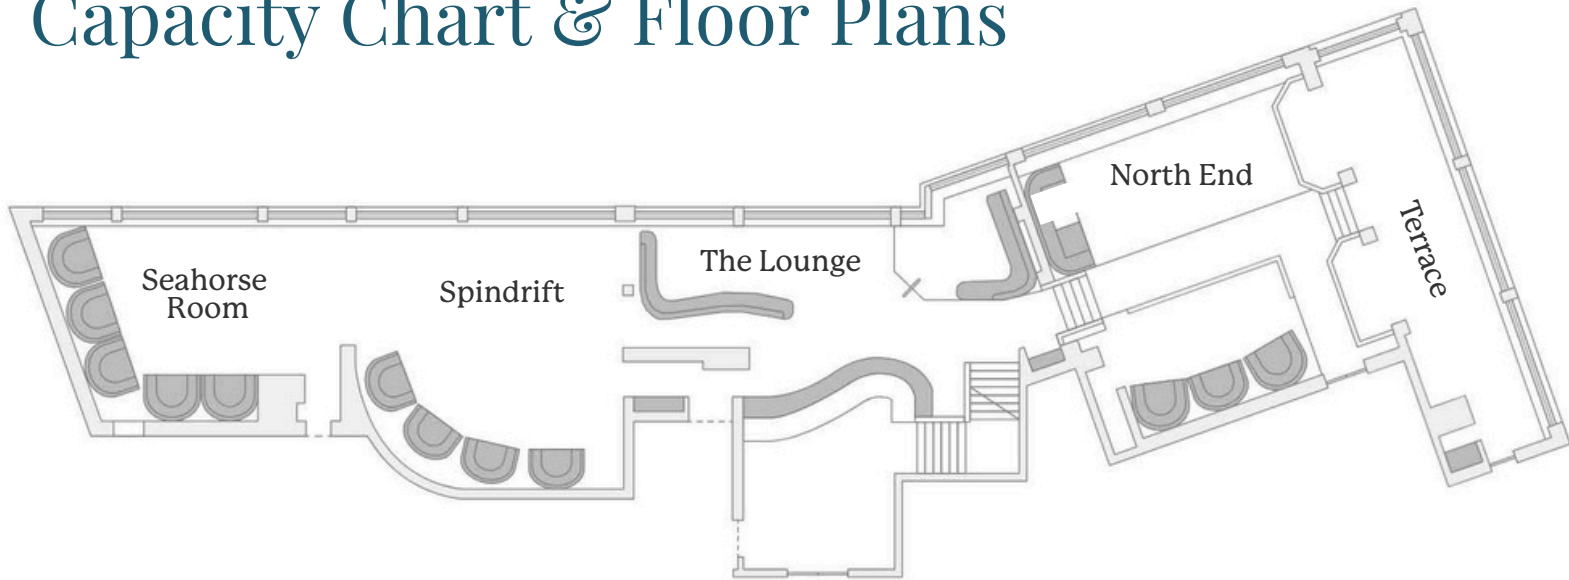 Capacity Chart & Floor Plans
North End
Terrace
The Lounge
Seahorse
Room
Spindrift